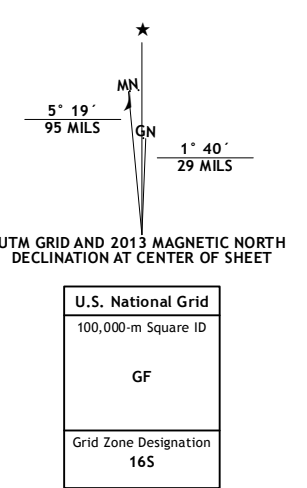 ★
MN
5° 19´
95 MILS
GN
1° 40´
29 MILS
UTM GRID AND 2013 MAGNETIC NORTH
DECLINATION AT CENTER OF SHEET
U.S. National Grid
100,000-m Square ID
GF
Grid Zone Designation
16S